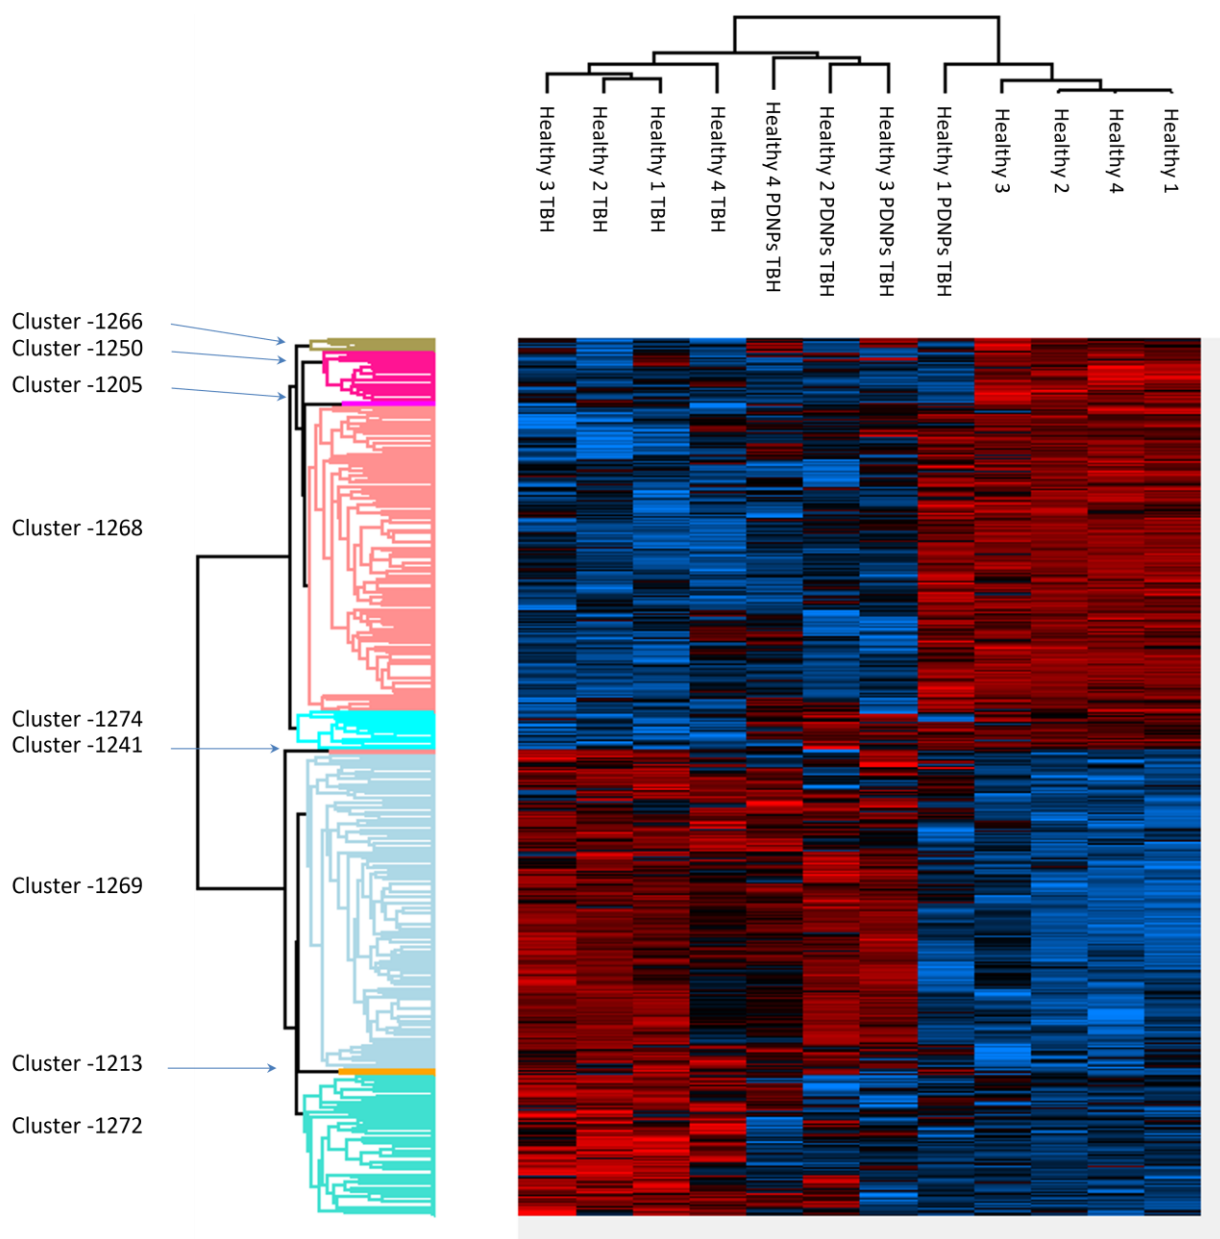 Healthy 3 TBH
Healthy 2 TBH
Healthy 1 TBH
Healthy 4 TBH
Healthy 4 PDNPs TBH
Healthy 2 PDNPs TBH
Healthy 3 PDNPs TBH
Healthy 1 PDNPs TBH
Healthy 3
Healthy 2
Healthy 4
Healthy 1
Cluster -1266
Cluster -1250
Cluster -1205
Cluster -1268
Cluster -1274
Cluster -1241
Cluster -1269
Cluster -1213
Cluster -1272